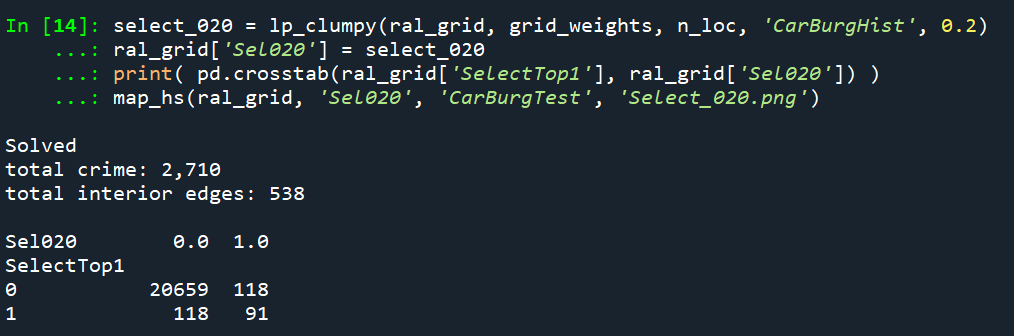 In [14]: select_020 = lp_clumpy(ral_grid, grid_weights, n_loc, 'CarBurgHist', 0.2)
    ...: ral_grid['Sel020'] = select_020
    ...: print( pd.crosstab(ral_grid['SelectTop1'], ral_grid['Sel020']) )
    ...: map_hs(ral_grid, 'Sel020', 'CarBurgTest', 'Select_020.png')
Solved
total crime: 2,710
total interior edges: 538
Sel020        0.0  1.0
SelectTop1
0           20659  118
1             118   91